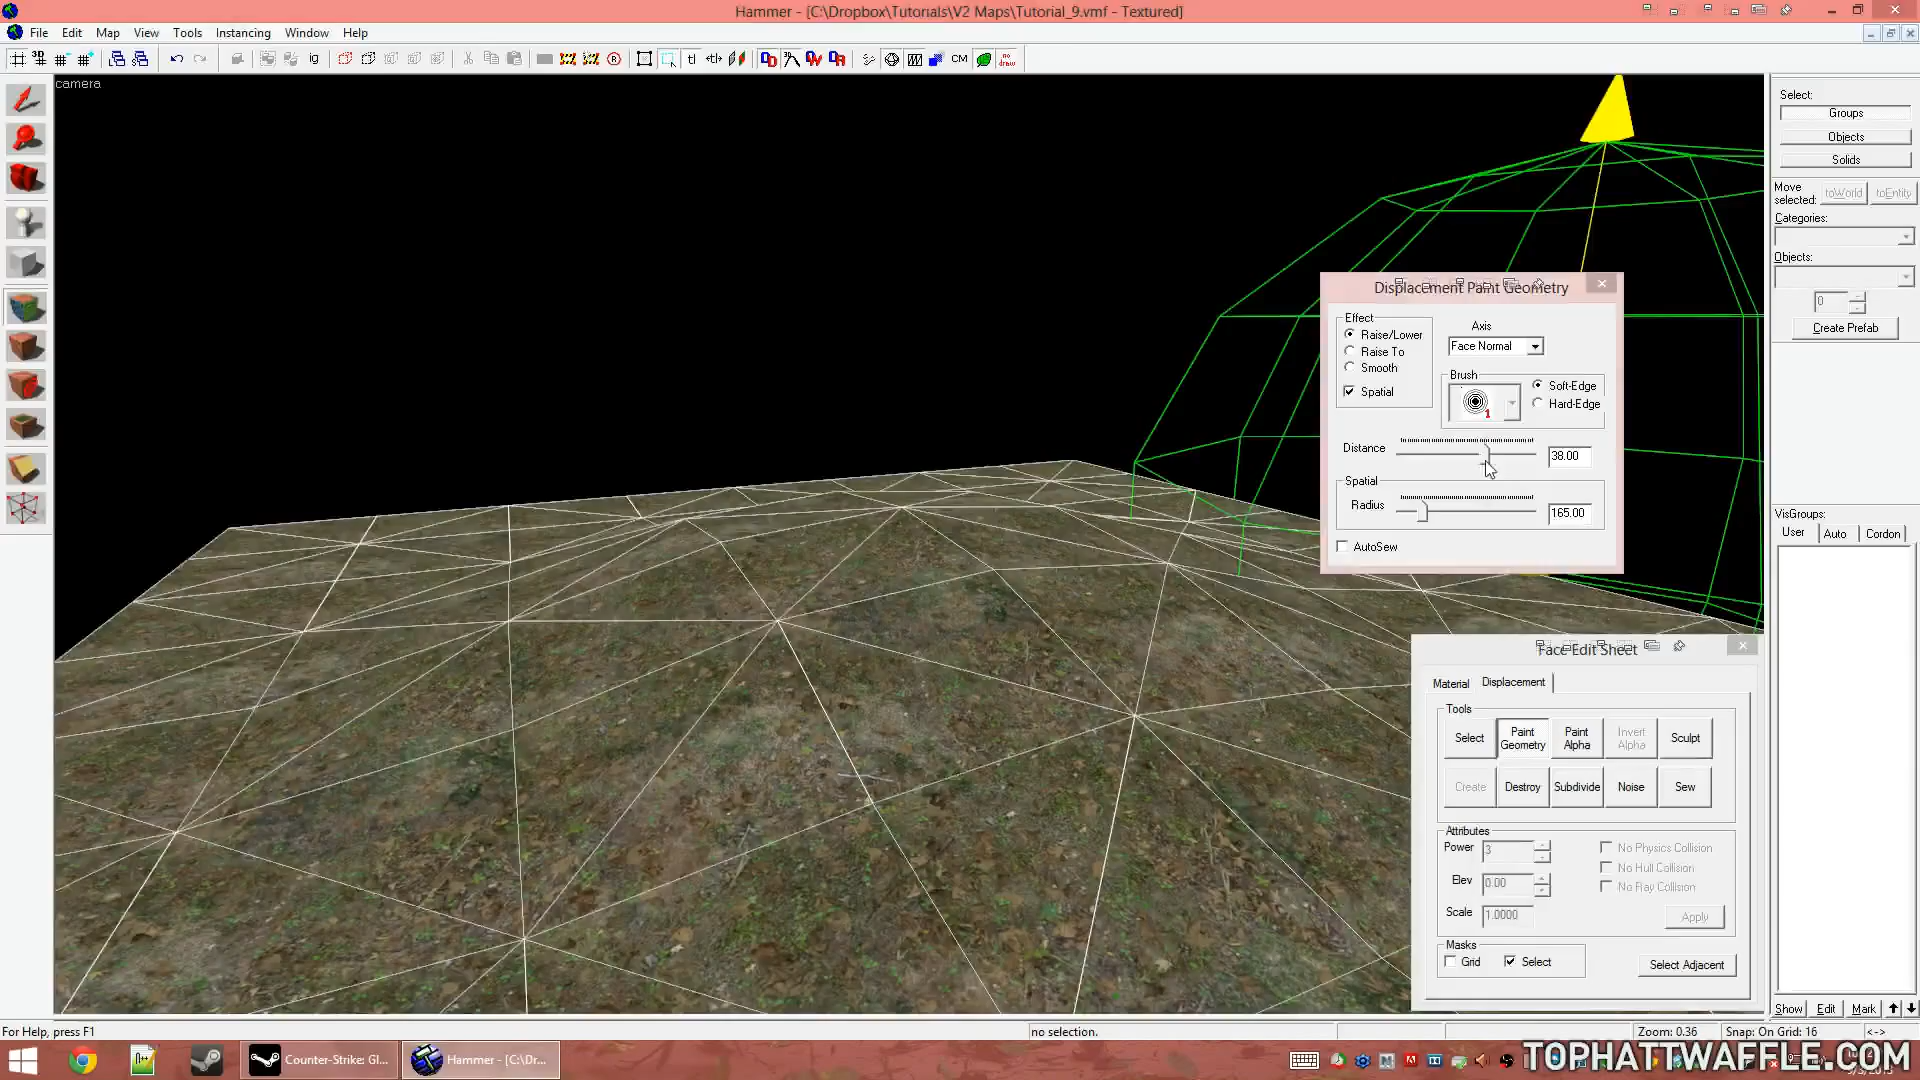 Hammer - [C:\Dropbox\Tutorials\V2 Maps\Tutorial_9.vmf - Textured]
File Edit Map View Tools Instancing Window Help
camera
Select:
Groups
Objects
Solids
Move selected: toWorld toEntity
Categories:
Objects:
0
Create Prefab
VisGroups:
User Auto Cordon
Show Edit Mark
Displacement Paint Geometry
Effect
Raise/Lower
Raise To
Smooth
Spatial
Axis
Face Normal
Brush
1
Soft-Edge
Hard-Edge
Distance 38.00
Spatial
Radius 165.00
AutoSew
Face Edit Sheet
Material Displacement
Tools
Select Paint Geometry Paint Alpha Invert Alpha Sculpt
Create Destroy Subdivide Noise Sew
Attributes
Power 3
Elev 0.00
Scale 1.0000
No Physics Collision
No Hull Collision
No Ray Collision
Apply
Masks
Grid Select
Select Adjacent
For Help, press F1
no selection.
Zoom: 0.36
Snap: On Grid: 16
<->
Counter-Strike: Gl...
Hammer - [C:\Dr...
TOPHATTWAFFLE.COM